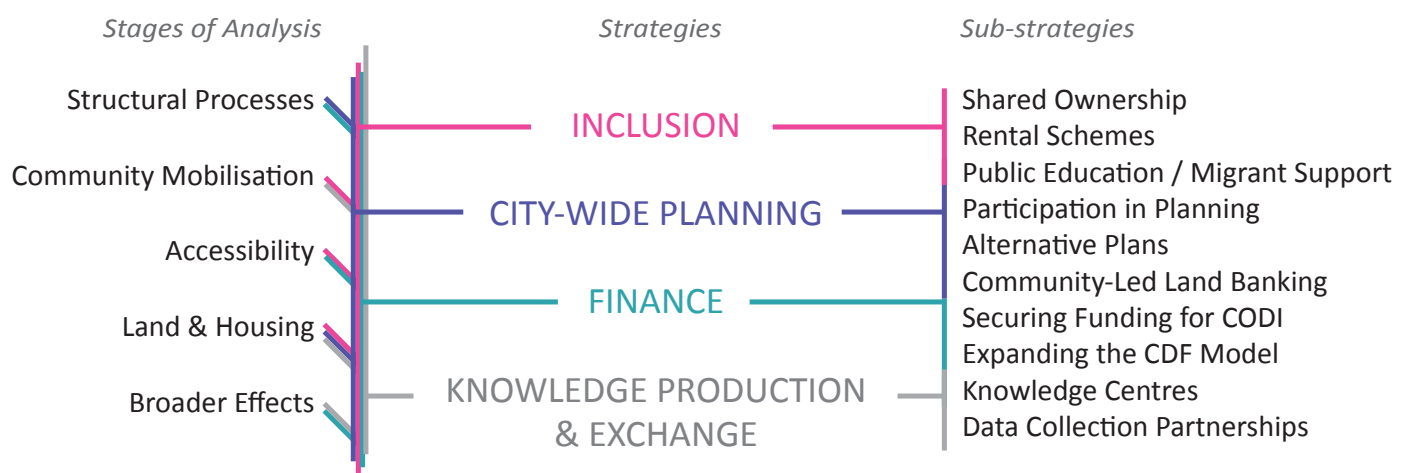 Stages of Analysis
Strategies
Sub-strategies
Structural Processes
Community Mobilisation
Accessibility
Land & Housing
Broader Effects
INCLUSION
CITY-WIDE PLANNING
FINANCE
KNOWLEDGE PRODUCTION
& EXCHANGE
Shared Ownership
Rental Schemes
Public Education / Migrant Support
Participation in Planning
Alternative Plans
Community-Led Land Banking
Securing Funding for CODI
Expanding the CDF Model
Knowledge Centres
Data Collection Partnerships